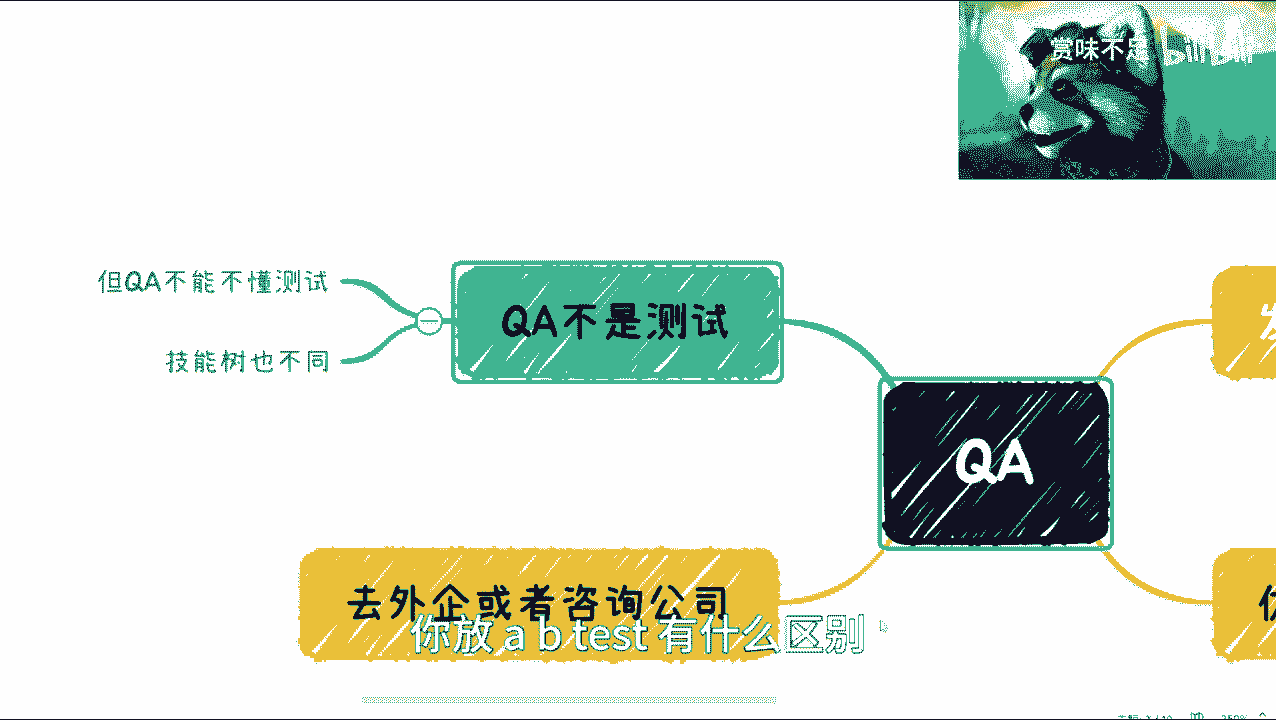 赏味不足 bilibili
但QA不能不懂测试
QA不是测试
技能树也不同
QA
去外企或者咨询公司
你放 a b test 有什么区别